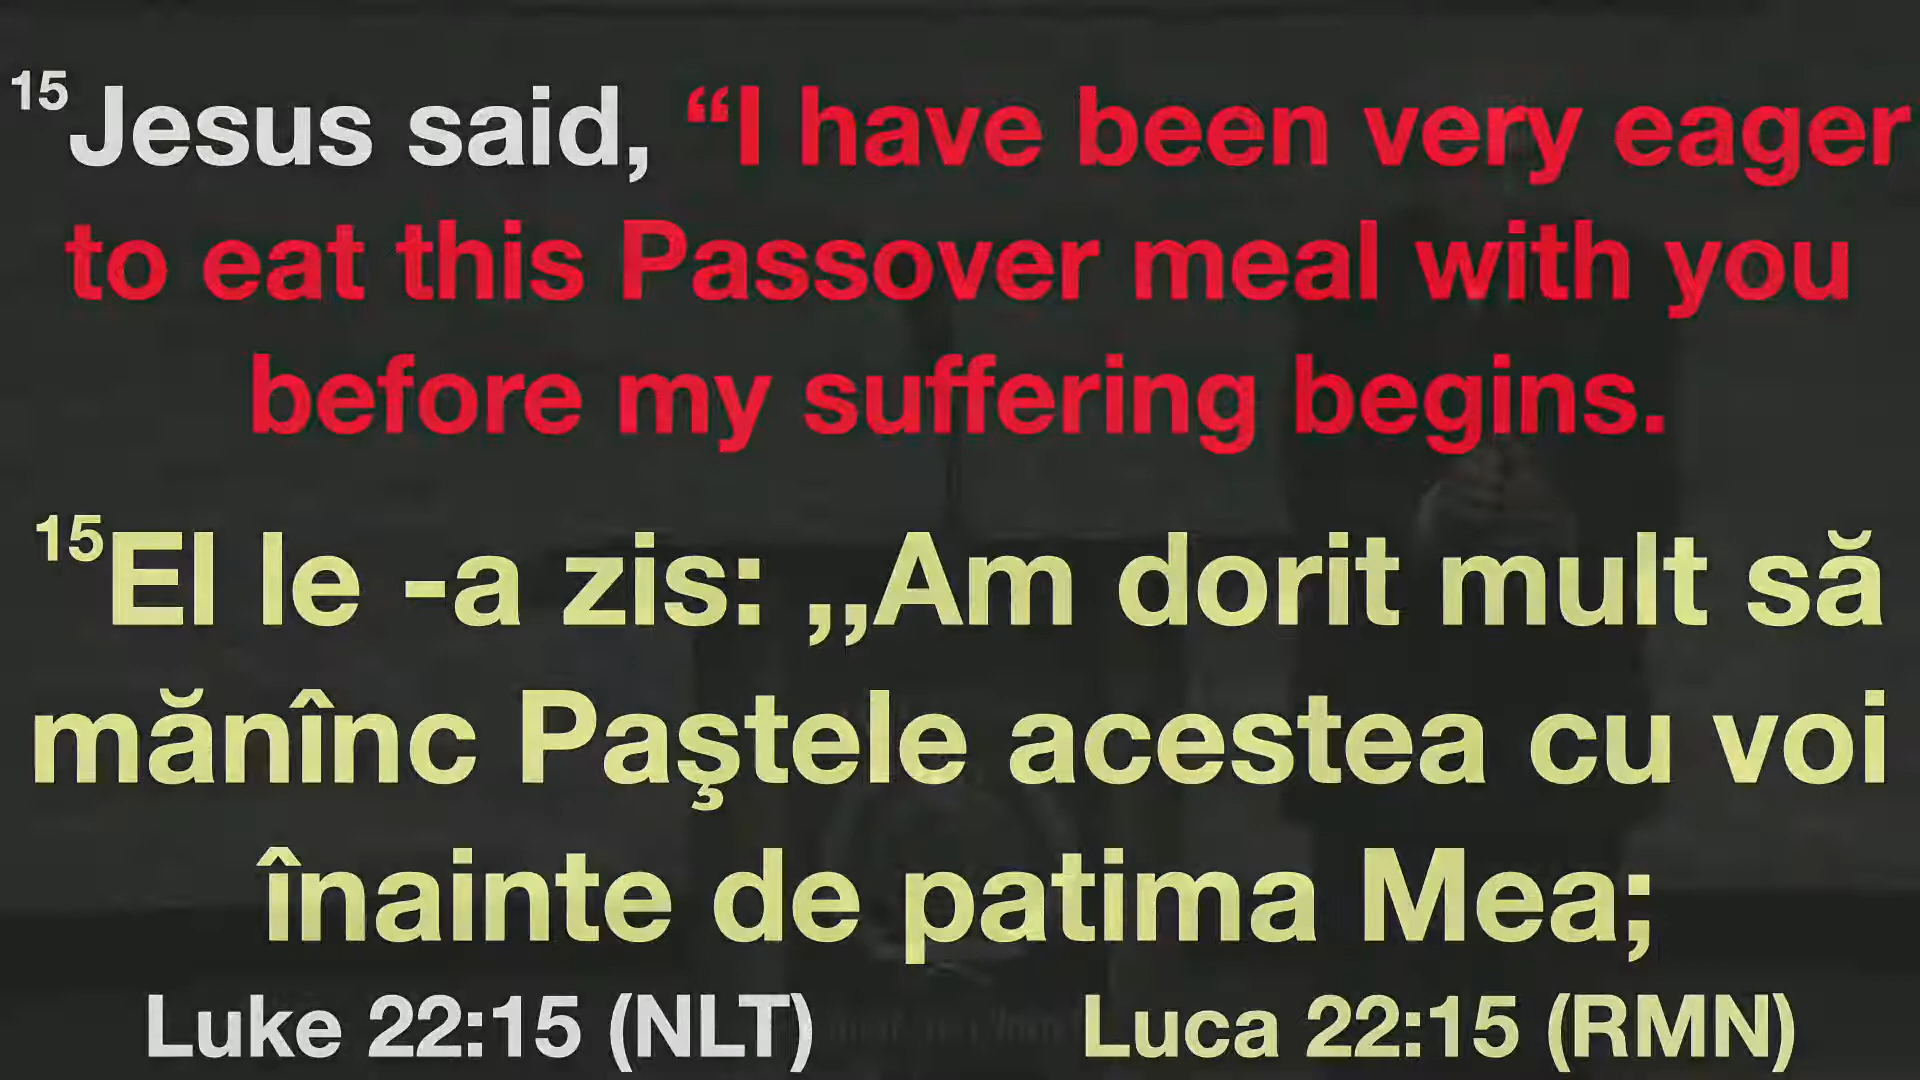 15Jesus said, “I have been very eager
to eat this Passover meal with you
before my suffering begins.
15El le -a zis: ,,Am dorit mult să
mănînc Paştele acestea cu voi
înainte de patima Mea;
Luke 22:15 (NLT) Luca 22:15 (RMN)